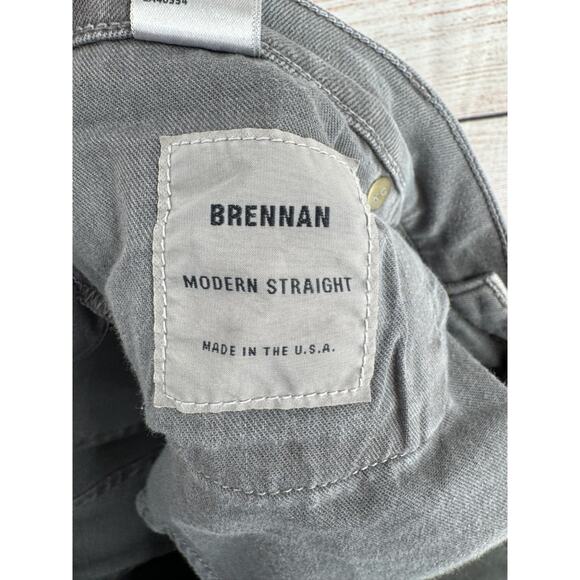 BRENNAN
MODERN STRAIGHT
MADE IN THE U.S.A.